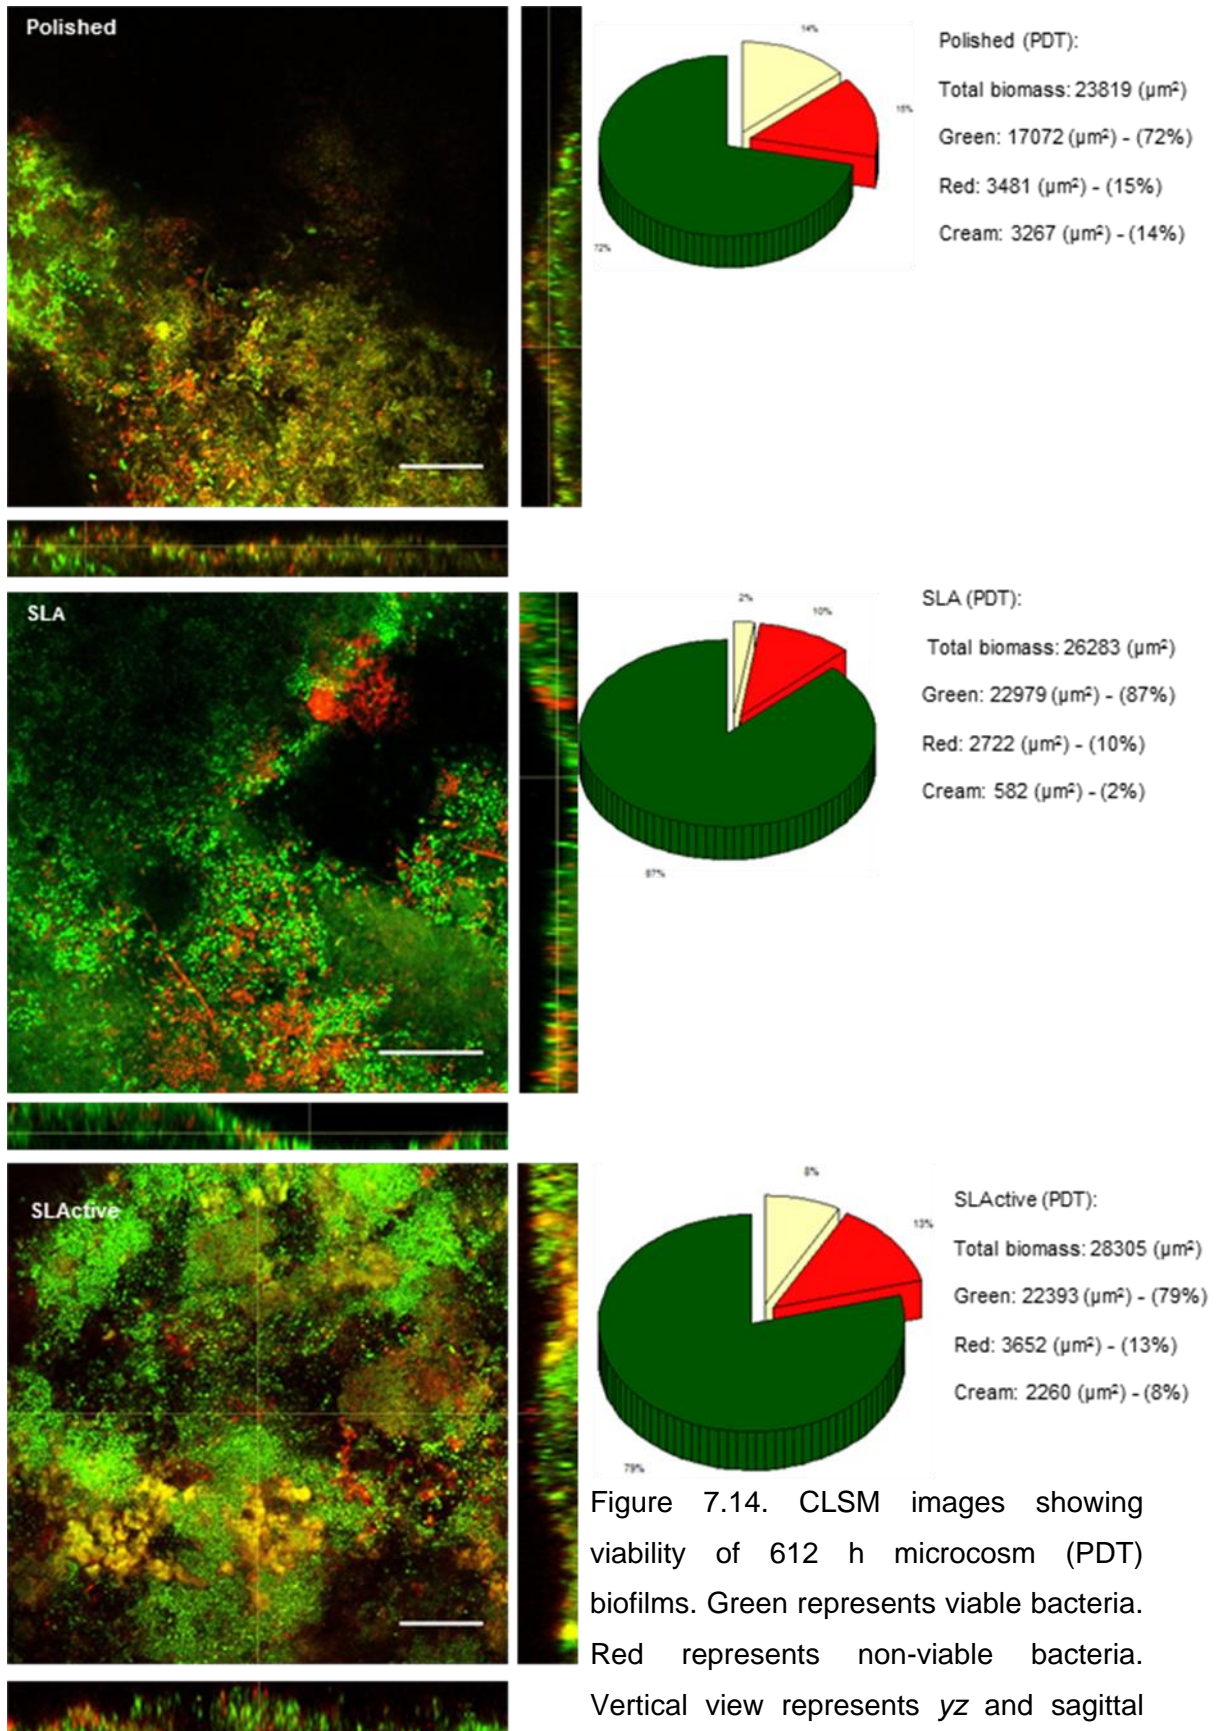 Polished
14%
15%
72%
Polished (PDT):
Total biomass: 23819 (µm²)
Green: 17072 (µm²) - (72%)
Red: 3481 (µm²) - (15%)
Cream: 3267 (µm²) - (14%)
SLA
2%
10%
87%
SLA (PDT):
Total biomass: 26283 (µm²)
Green: 22979 (µm²) - (87%)
Red: 2722 (µm²) - (10%)
Cream: 582 (µm²) - (2%)
SLActive
8%
13%
79%
SLActive (PDT):
Total biomass: 28305 (µm²)
Green: 22393 (µm²) - (79%)
Red: 3652 (µm²) - (13%)
Cream: 2260 (µm²) - (8%)
Figure 7.14. CLSM images showing
viability of 612 h microcosm (PDT)
biofilms. Green represents viable bacteria.
Red represents non-viable bacteria.
Vertical view represents yz and sagittal